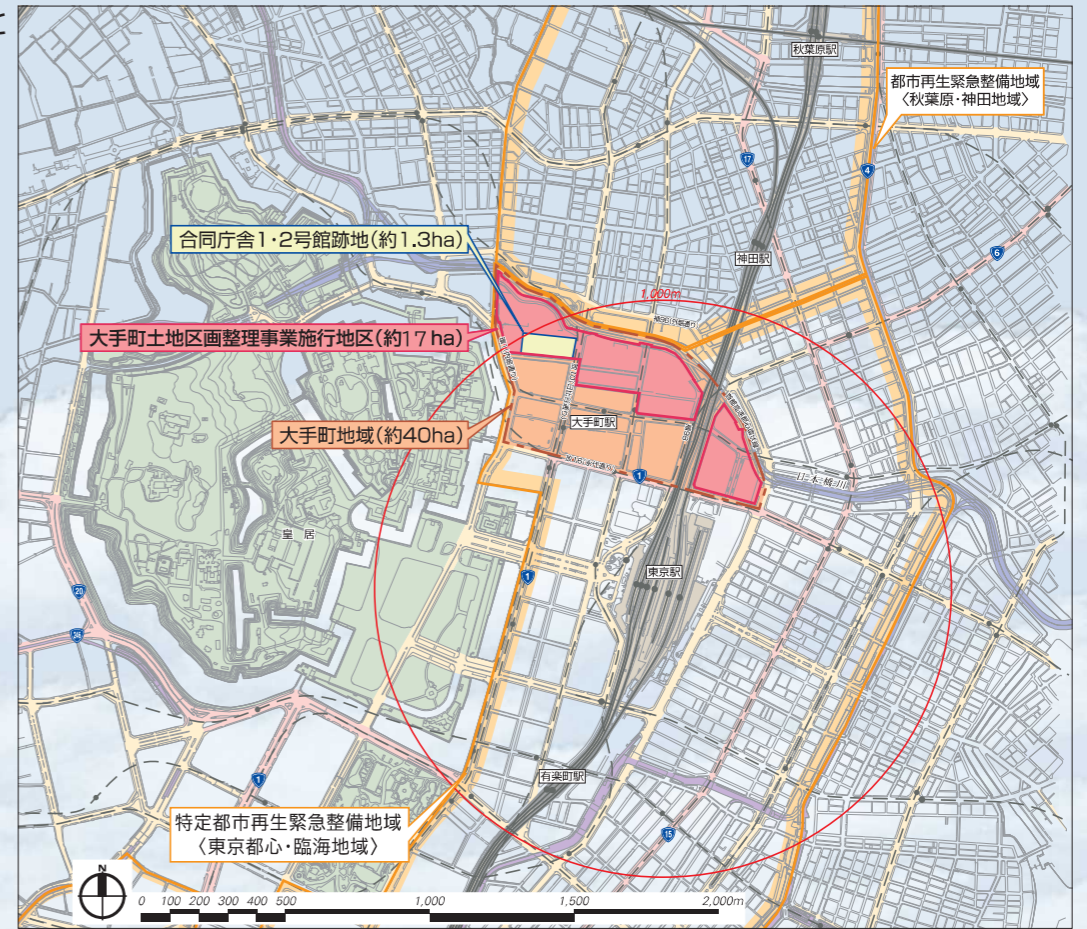 と
秋葉原駅
都市再生緊急整備地域
〈秋葉原・神田地域〉
17
4
合同庁舎1・2号館跡地(約1.3ha)
神田駅
6
1,000m
大手町土地区画整理事業施行地区(約17ha)
大手町駅
大手町地域(約40ha)
1
日本橋川
皇居
東京駅
1
20
246
有楽町駅
1
特定都市再生緊急整備地域
〈東京都心・臨海地域〉
15
N
0 100 200 300 400 500 1,000 1,500 2,000m